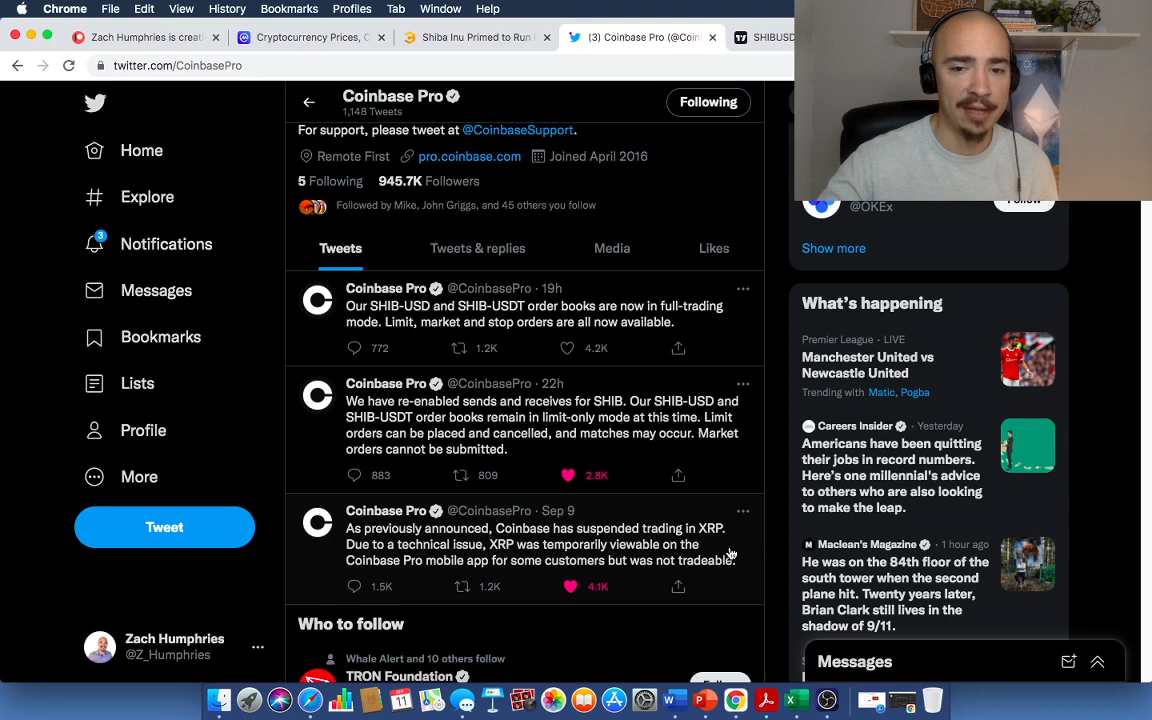 Chrome File Edit View History Bookmarks Profiles Tab Window Help
Zach Humphries is creati × Cryptocurrency Prices, C × Shiba Inu Primed to Run × (3) Coinbase Pro (@Coin × SHIBUSD
twitter.com/CoinbasePro
Coinbase Pro
1,148 Tweets
Following
For support, please tweet at @CoinbaseSupport.
Remote First pro.coinbase.com Joined April 2016
5 Following 945.7K Followers
Followed by Mike, John Griggs, and 45 others you follow
Tweets Tweets & replies Media Likes
Coinbase Pro @CoinbasePro · 19h
Our SHIB-USD and SHIB-USDT order books are now in full-trading
mode. Limit, market and stop orders are all now available.
772 1.2K 4.2K
Coinbase Pro @CoinbasePro · 22h
We have re-enabled sends and receives for SHIB. Our SHIB-USD and
SHIB-USDT order books remain in limit-only mode at this time. Limit
orders can be placed and cancelled, and matches may occur. Market
orders cannot be submitted.
883 809 2.8K
Coinbase Pro @CoinbasePro · Sep 9
As previously announced, Coinbase has suspended trading in XRP.
Due to a technical issue, XRP was temporarily viewable on the
Coinbase Pro mobile app for some customers but was not tradeable.
1.5K 1.2K 4.1K
Who to follow
Whale Alert and 10 others follow
TRON Foundation
Home
Explore
3
Notifications
Messages
Bookmarks
Lists
Profile
More
Tweet
Zach Humphries
@Z_Humphries
@OKEx
Show more
What's happening
Premier League · LIVE
Manchester United vs
Newcastle United
Trending with Matic, Pogba
Careers Insider · Yesterday
Americans have been quitting
their jobs in record numbers.
Here's one millennial's advice
to others who are also looking
to make the leap.
Maclean's Magazine · 1 hour ago
He was on the 84th floor of the
south tower when the second
plane hit. Twenty years later,
Brian Clark still lives in the
shadow of 9/11.
Messages
11